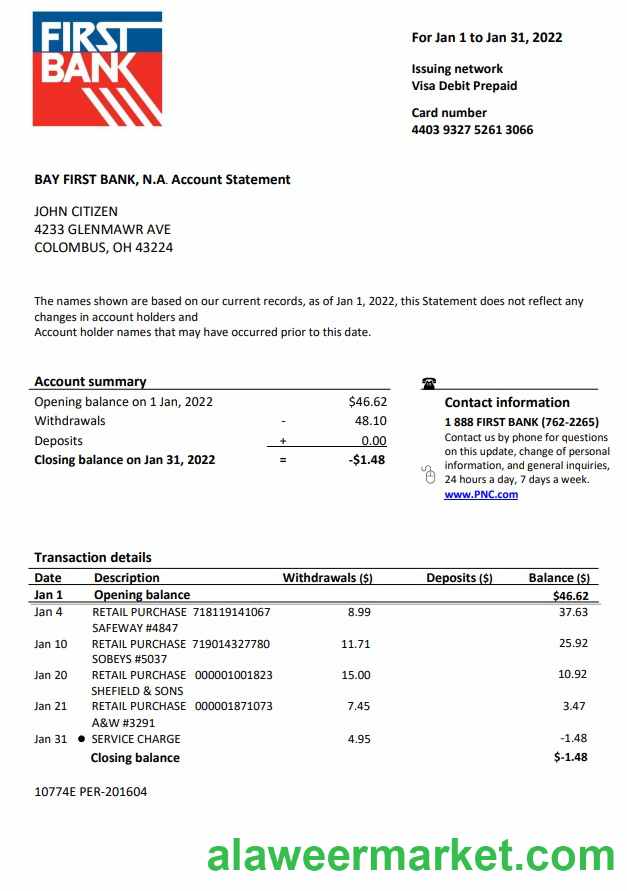 FIRST
BANK
For Jan 1 to Jan 31, 2022
Issuing network
Visa Debit Prepaid
Card number
4403 9327 5261 3066
BAY FIRST BANK, N.A. Account Statement
JOHN CITIZEN
4233 GLENMAWR AVE
COLOMBUS, OH 43224
The names shown are based on our current records, as of Jan 1, 2022, this Statement does not reflect any
changes in account holders and
Account holder names that may have occurred prior to this date.
Account summary
Opening balance on 1 Jan, 2022 $46.62
Withdrawals - 48.10
Deposits + 0.00
Closing balance on Jan 31, 2022 = -$1.48
Contact information
1 888 FIRST BANK (762-2265)
Contact us by phone for questions
on this update, change of personal
information, and general inquiries,
24 hours a day, 7 days a week.
www.PNC.com
Transaction details
Date Description Withdrawals ($) Deposits ($) Balance ($)
Jan 1 Opening balance $46.62
Jan 4 RETAIL PURCHASE 718119141067 8.99 37.63
SAFEWAY #4847
Jan 10 RETAIL PURCHASE 719014327780 11.71 25.92
SOBEYS #5037
Jan 20 RETAIL PURCHASE 000001001823 15.00 10.92
SHEFIELD & SONS
Jan 21 RETAIL PURCHASE 000001871073 7.45 3.47
A&W #3291
Jan 31 ● SERVICE CHARGE 4.95 -1.48
Closing balance $-1.48
10774E PER-201604
alaweermarket.com